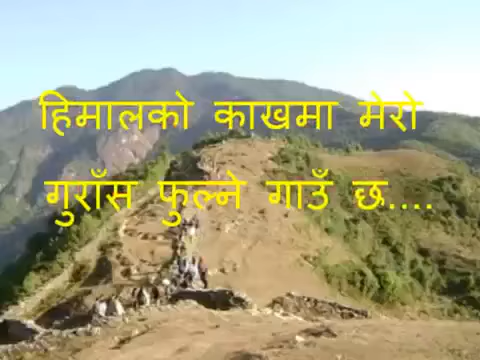 हिमालको काखमा मेरो
गुराँस फुल्ने गाउँ छ....